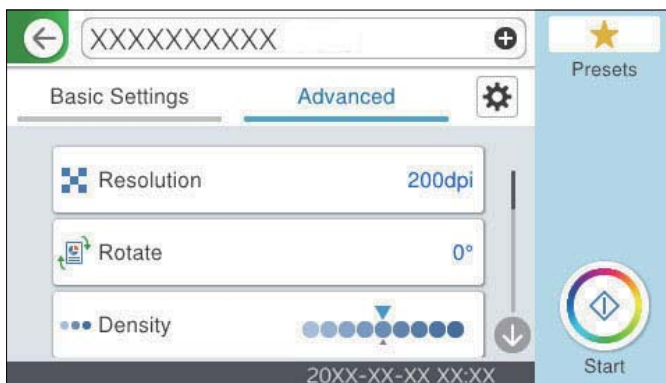 XXXXXXXXXX
Presets
Basic Settings Advanced
Resolution 200dpi
Rotate 0°
Density
20XX-XX-XX XX:XX
Start